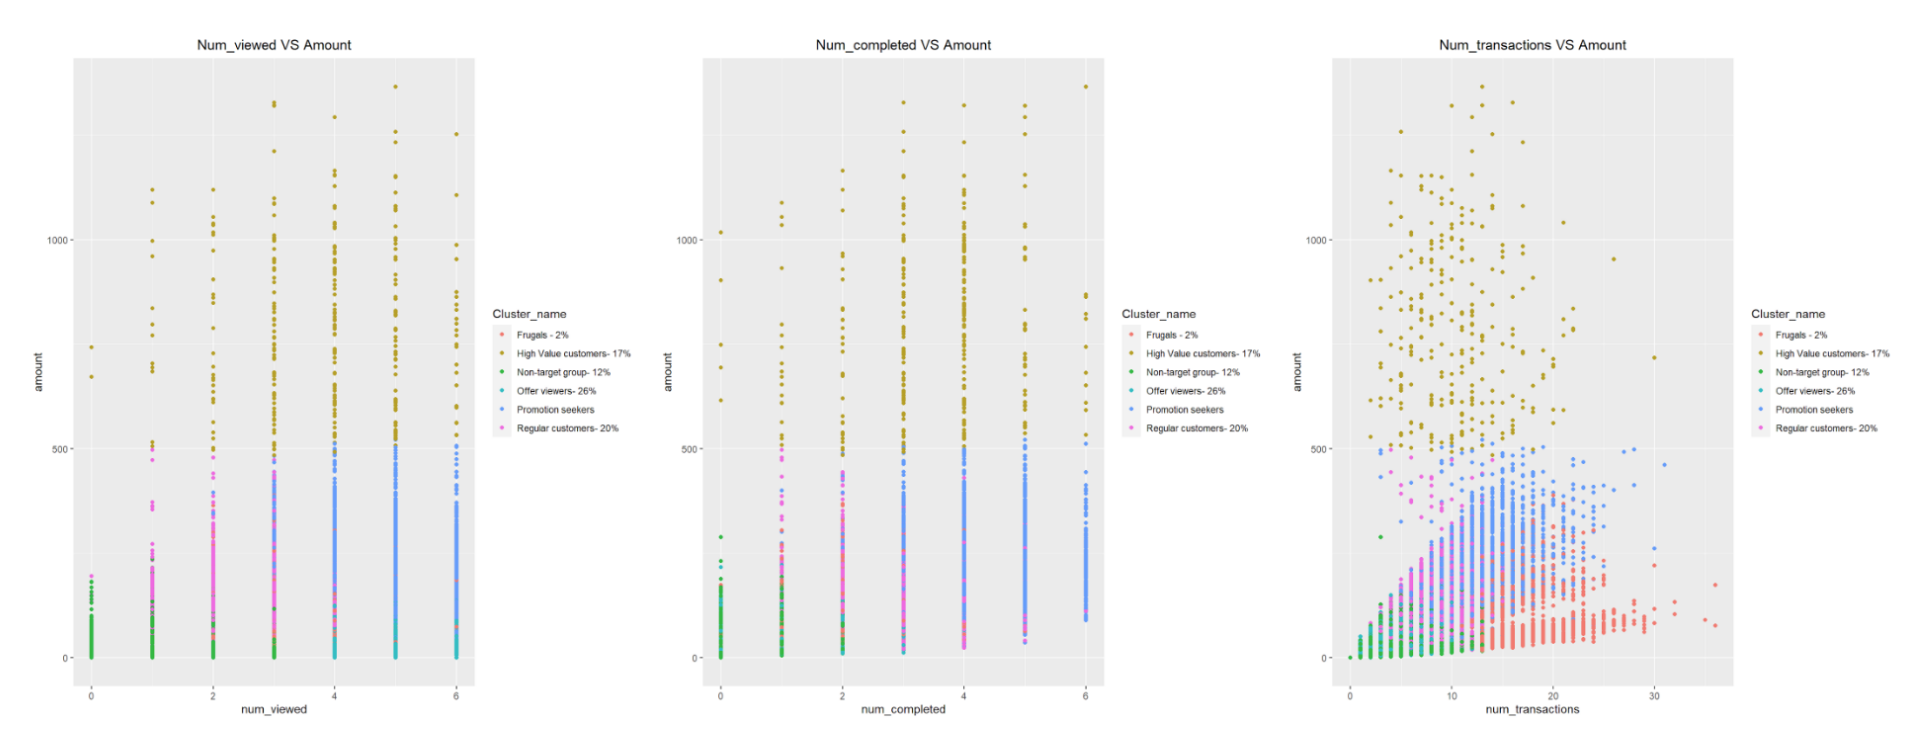 Num_viewed VS Amount
1000
500
0
amount
0
2
4
6
num_viewed
Cluster_name
Frugals - 2%
High Value customers- 17%
Non-target group- 12%
Offer viewers- 26%
Promotion seekers
Regular customers- 20%
Num_completed VS Amount
1000
500
0
amount
0
2
4
6
num_completed
Cluster_name
Frugals - 2%
High Value customers- 17%
Non-target group- 12%
Offer viewers- 26%
Promotion seekers
Regular customers- 20%
Num_transactions VS Amount
1000
500
0
amount
0
10
20
30
num_transactions
Cluster_name
Frugals - 2%
High Value customers- 17%
Non-target group- 12%
Offer viewers- 26%
Promotion seekers
Regular customers- 20%